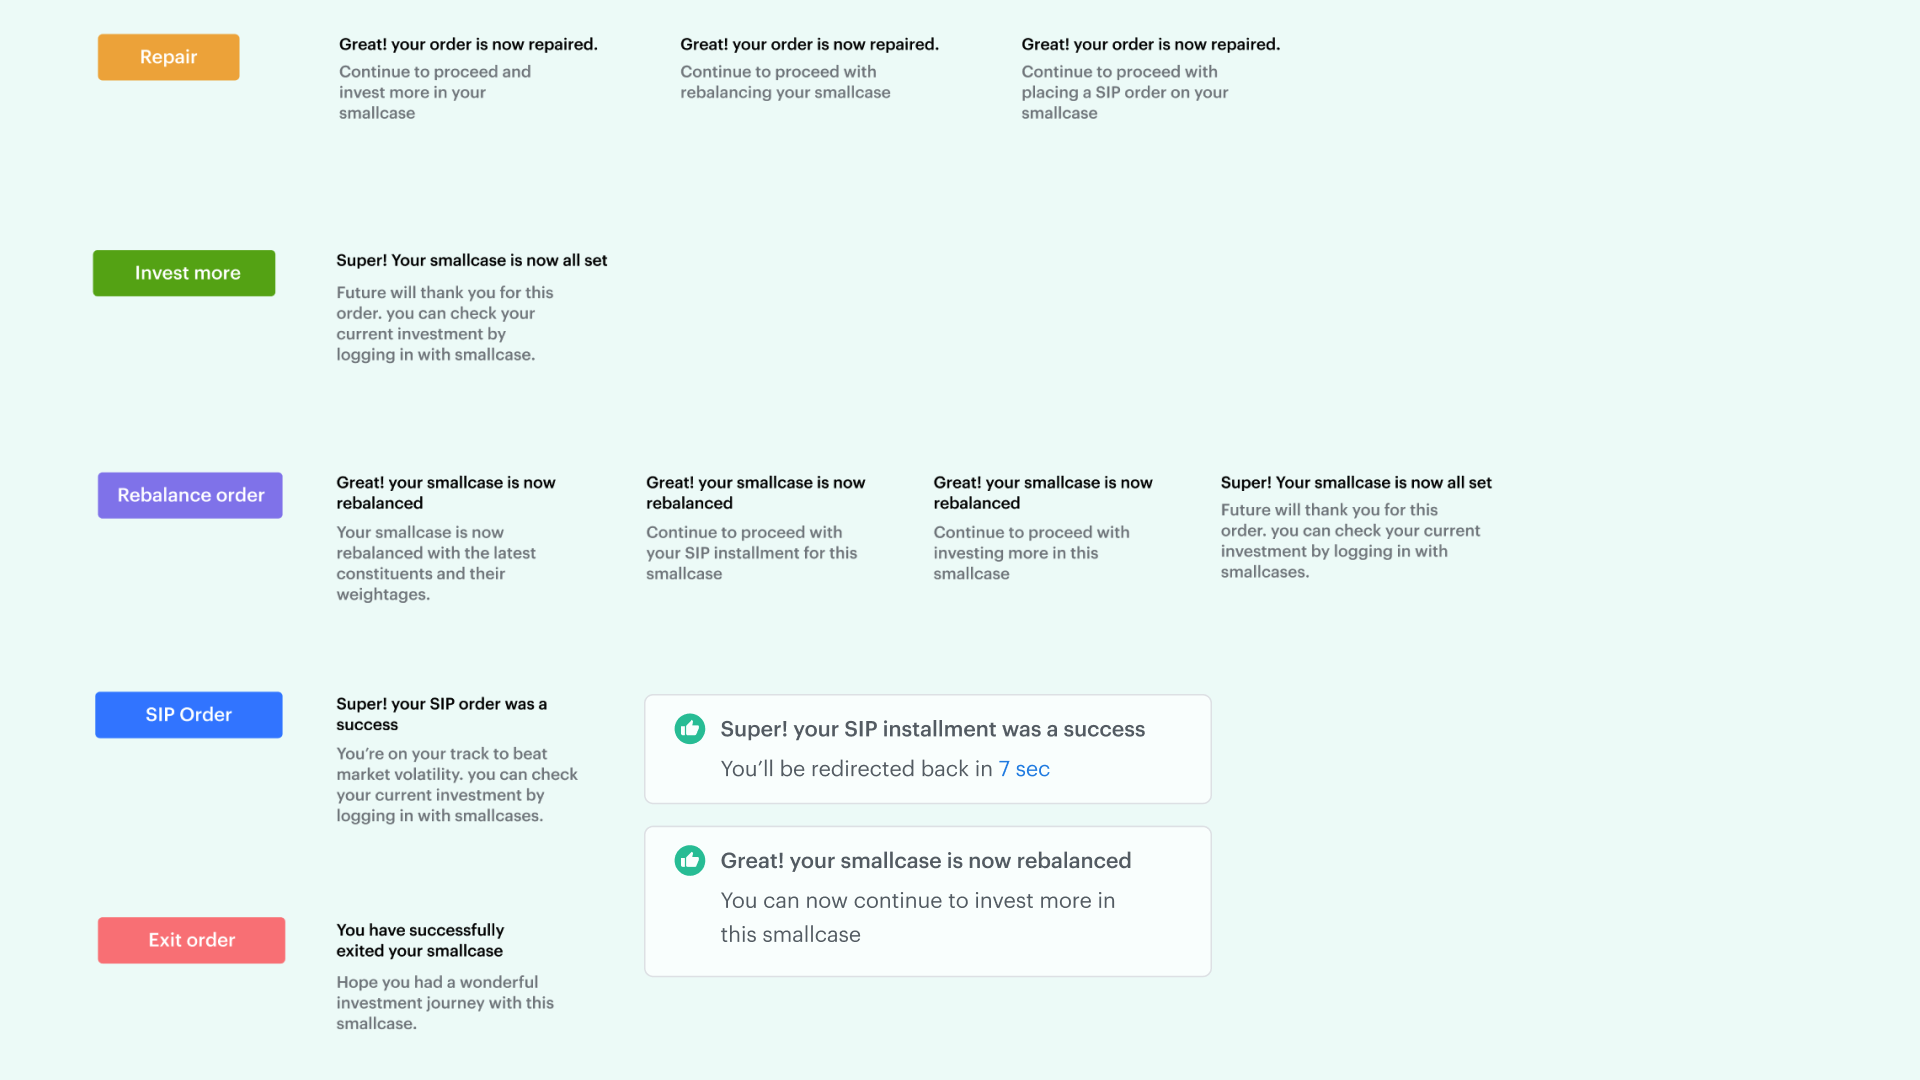 Repair
Great! your order is now repaired.
Continue to proceed and
invest more in your
smallcase
Great! your order is now repaired.
Continue to proceed with
rebalancing your smallcase
Great! your order is now repaired.
Continue to proceed with
placing a SIP order on your
smallcase
Invest more
Super! Your smallcase is now all set
Future will thank you for this
order. you can check your
current investment by
logging in with smallcase.
Rebalance order
Great! your smallcase is now
rebalanced
Your smallcase is now
rebalanced with the latest
constituents and their
weightages.
Great! your smallcase is now
rebalanced
Continue to proceed with
your SIP installment for this
smallcase
Great! your smallcase is now
rebalanced
Continue to proceed with
investing more in this
smallcase
Super! Your smallcase is now all set
Future will thank you for this
order. you can check your current
investment by logging in with
smallcases.
SIP Order
Super! your SIP order was a
success
You’re on your track to beat
market volatility. you can check
your current investment by
logging in with smallcases.
Super! your SIP installment was a success
You’ll be redirected back in 7 sec
Great! your smallcase is now rebalanced
You can now continue to invest more in
this smallcase
Exit order
You have successfully
exited your smallcase
Hope you had a wonderful
investment journey with this
smallcase.